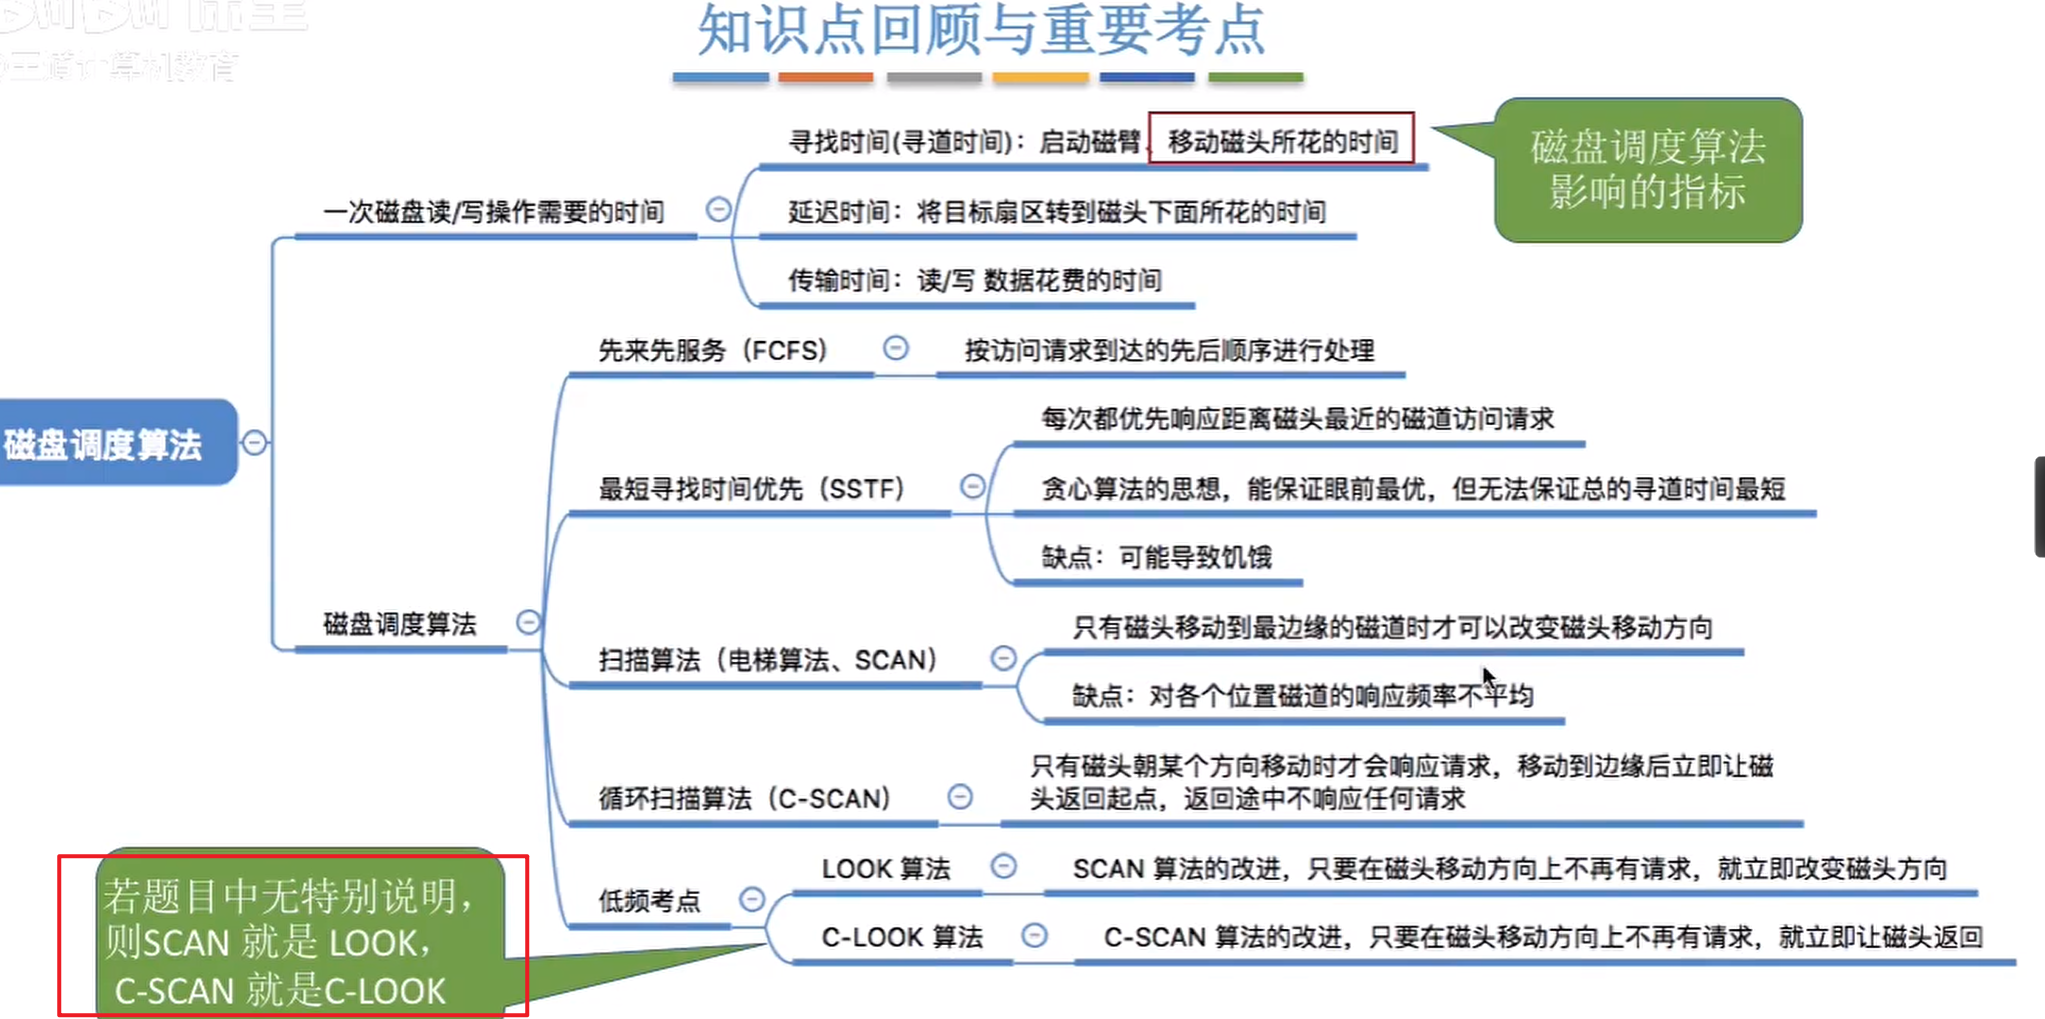 知识点回顾与重要考点
寻找时间(寻道时间)：启动磁臂、移动磁头所花的时间
磁盘调度算法
影响的指标
一次磁盘读/写操作需要的时间
延迟时间：将目标扇区转到磁头下面所花的时间
传输时间：读/写 数据花费的时间
先来先服务（FCFS）
按访问请求到达的先后顺序进行处理
每次都优先响应距离磁头最近的磁道访问请求
磁盘调度算法
最短寻找时间优先（SSTF）
贪心算法的思想，能保证眼前最优，但无法保证总的寻道时间最短
缺点：可能导致饥饿
磁盘调度算法
扫描算法（电梯算法、SCAN）
只有磁头移动到最边缘的磁道时才可以改变磁头移动方向
缺点：对各个位置磁道的响应频率不平均
循环扫描算法（C-SCAN）
只有磁头朝某个方向移动时才会响应请求，移动到边缘后立即让磁
头返回起点，返回途中不响应任何请求
低频考点
LOOK 算法
SCAN 算法的改进，只要在磁头移动方向上不再有请求，就立即改变磁头方向
C-LOOK 算法
C-SCAN 算法的改进，只要在磁头移动方向上不再有请求，就立即让磁头返回
若题目中无特别说明，
则SCAN 就是 LOOK，
C-SCAN 就是C-LOOK